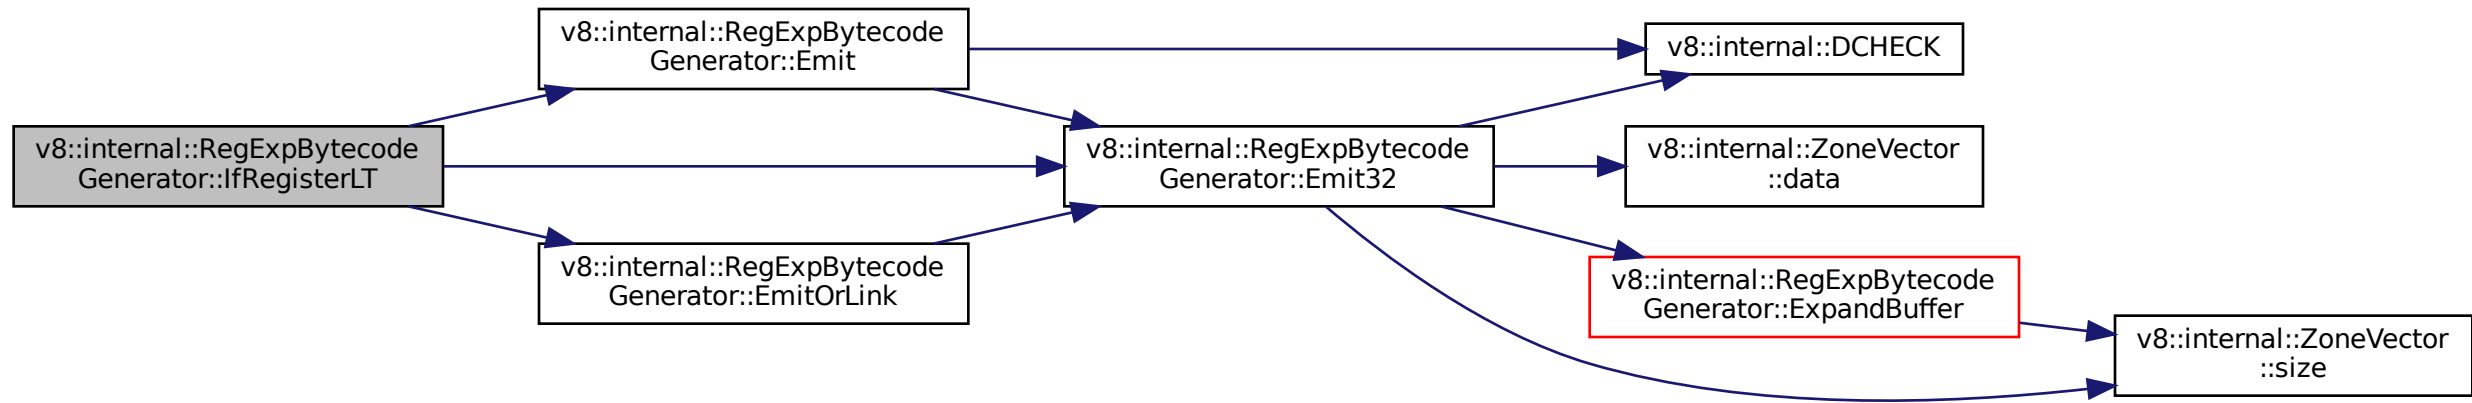 v8::internal::RegExpBytecode
Generator::IfRegisterLT
v8::internal::RegExpBytecode
Generator::Emit
v8::internal::RegExpBytecode
Generator::EmitOrLink
v8::internal::RegExpBytecode
Generator::Emit32
v8::internal::DCHECK
v8::internal::ZoneVector
::data
v8::internal::RegExpBytecode
Generator::ExpandBuffer
v8::internal::ZoneVector
::size